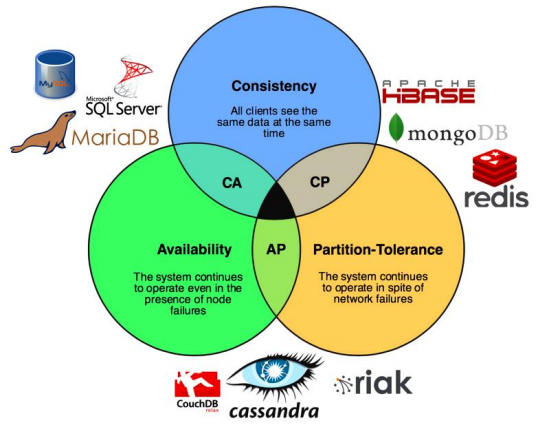 MySQL
Microsoft
SQL Server
MariaDB
Consistency
All clients see the
same data at the same
time
APACHE
HBASE
mongoDB
redis
CA
CP
Availability
The system continues
to operate even in the
presence of node
failures
AP
Partition-Tolerance
The system continues
to operate in spite of
network failures
CouchDB
relax
cassandra
riak